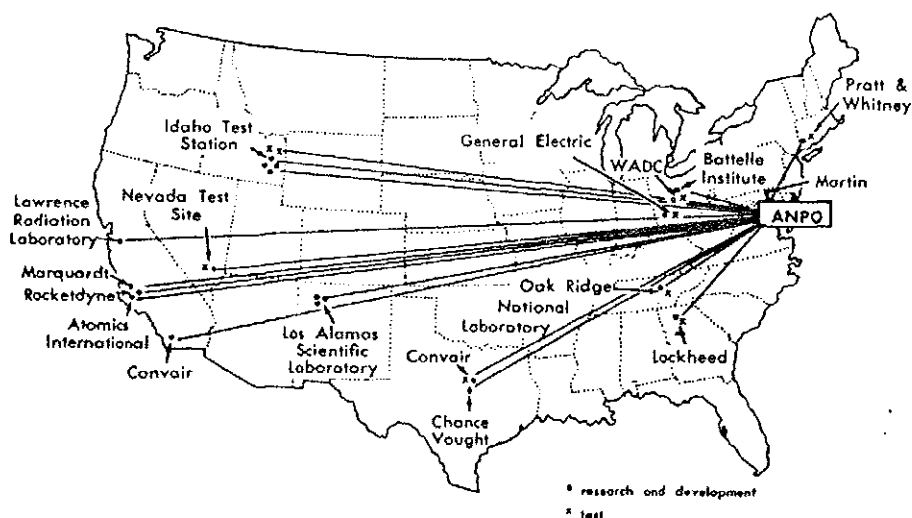 Pratt &
Whitney
Idaho Test
Station
General Electric
WADC
Battelle
Institute
Martin
ANPO
Nevada Test
Site
Lawrence
Radiation
Laboratory
Marquardt
Rocketdyne
Atomics
International
Convair
Los Alamos
Scientific
Laboratory
Oak Ridge
National
Laboratory
Convair
Lockheed
Chance
Vought
• research and development
x test